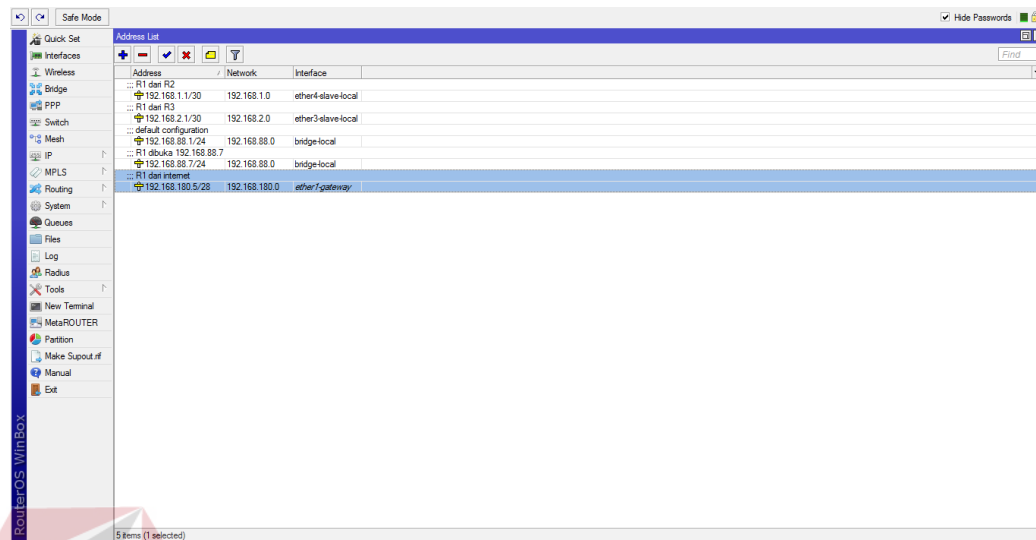 Safe Mode
Hide Passwords
Quick Set
Interfaces
Wireless
Bridge
PPP
Switch
Mesh
IP
MPLS
Routing
System
Queues
Files
Log
Radius
Tools
New Terminal
MetaROUTER
Partition
Make Supout.rif
Manual
Exit
RouterOS WinBox
Address List
Find
Address / Network Interface
;;; R1 dari R2
192.168.1.1/30 192.168.1.0 ether4-slave-local
;;; R1 dari R3
192.168.2.1/30 192.168.2.0 ether3-slave-local
;;; default configuration
192.168.88.1/24 192.168.88.0 bridge-local
;;; R1 dibuka 192.168.88.7
192.168.88.7/24 192.168.88.0 bridge-local
;;; R1 dari internet
192.168.180.5/28 192.168.180.0 ether1-gateway
5 items (1 selected)